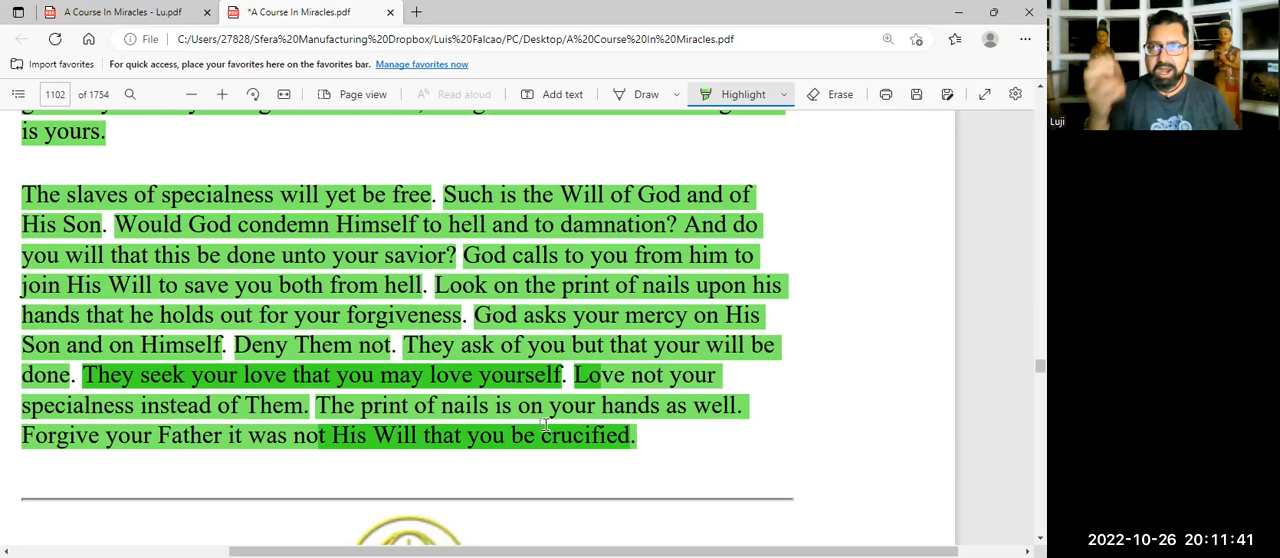 A Course In Miracles - Lu.pdf
*A Course In Miracles.pdf
File
C:/Users/27828/Sfera%20Manufacturing%20Dropbox/Luis%20Falcao/PC/Desktop/A%20Course%20In%20Miracles.pdf
Import favorites
For quick access, place your favorites here on the favorites bar. Manage favorites now
1102 of 1754
Page view
Read aloud
Add text
Draw
Highlight
Erase
Luji
is yours.
The slaves of specialness will yet be free. Such is the Will of God and of
His Son. Would God condemn Himself to hell and to damnation? And do
you will that this be done unto your savior? God calls to you from him to
join His Will to save you both from hell. Look on the print of nails upon his
hands that he holds out for your forgiveness. God asks your mercy on His
Son and on Himself. Deny Them not. They ask of you but that your will be
done. They seek your love that you may love yourself. Love not your
specialness instead of Them. The print of nails is on your hands as well.
Forgive your Father it was not His Will that you be crucified.
2022-10-26 20:11:41